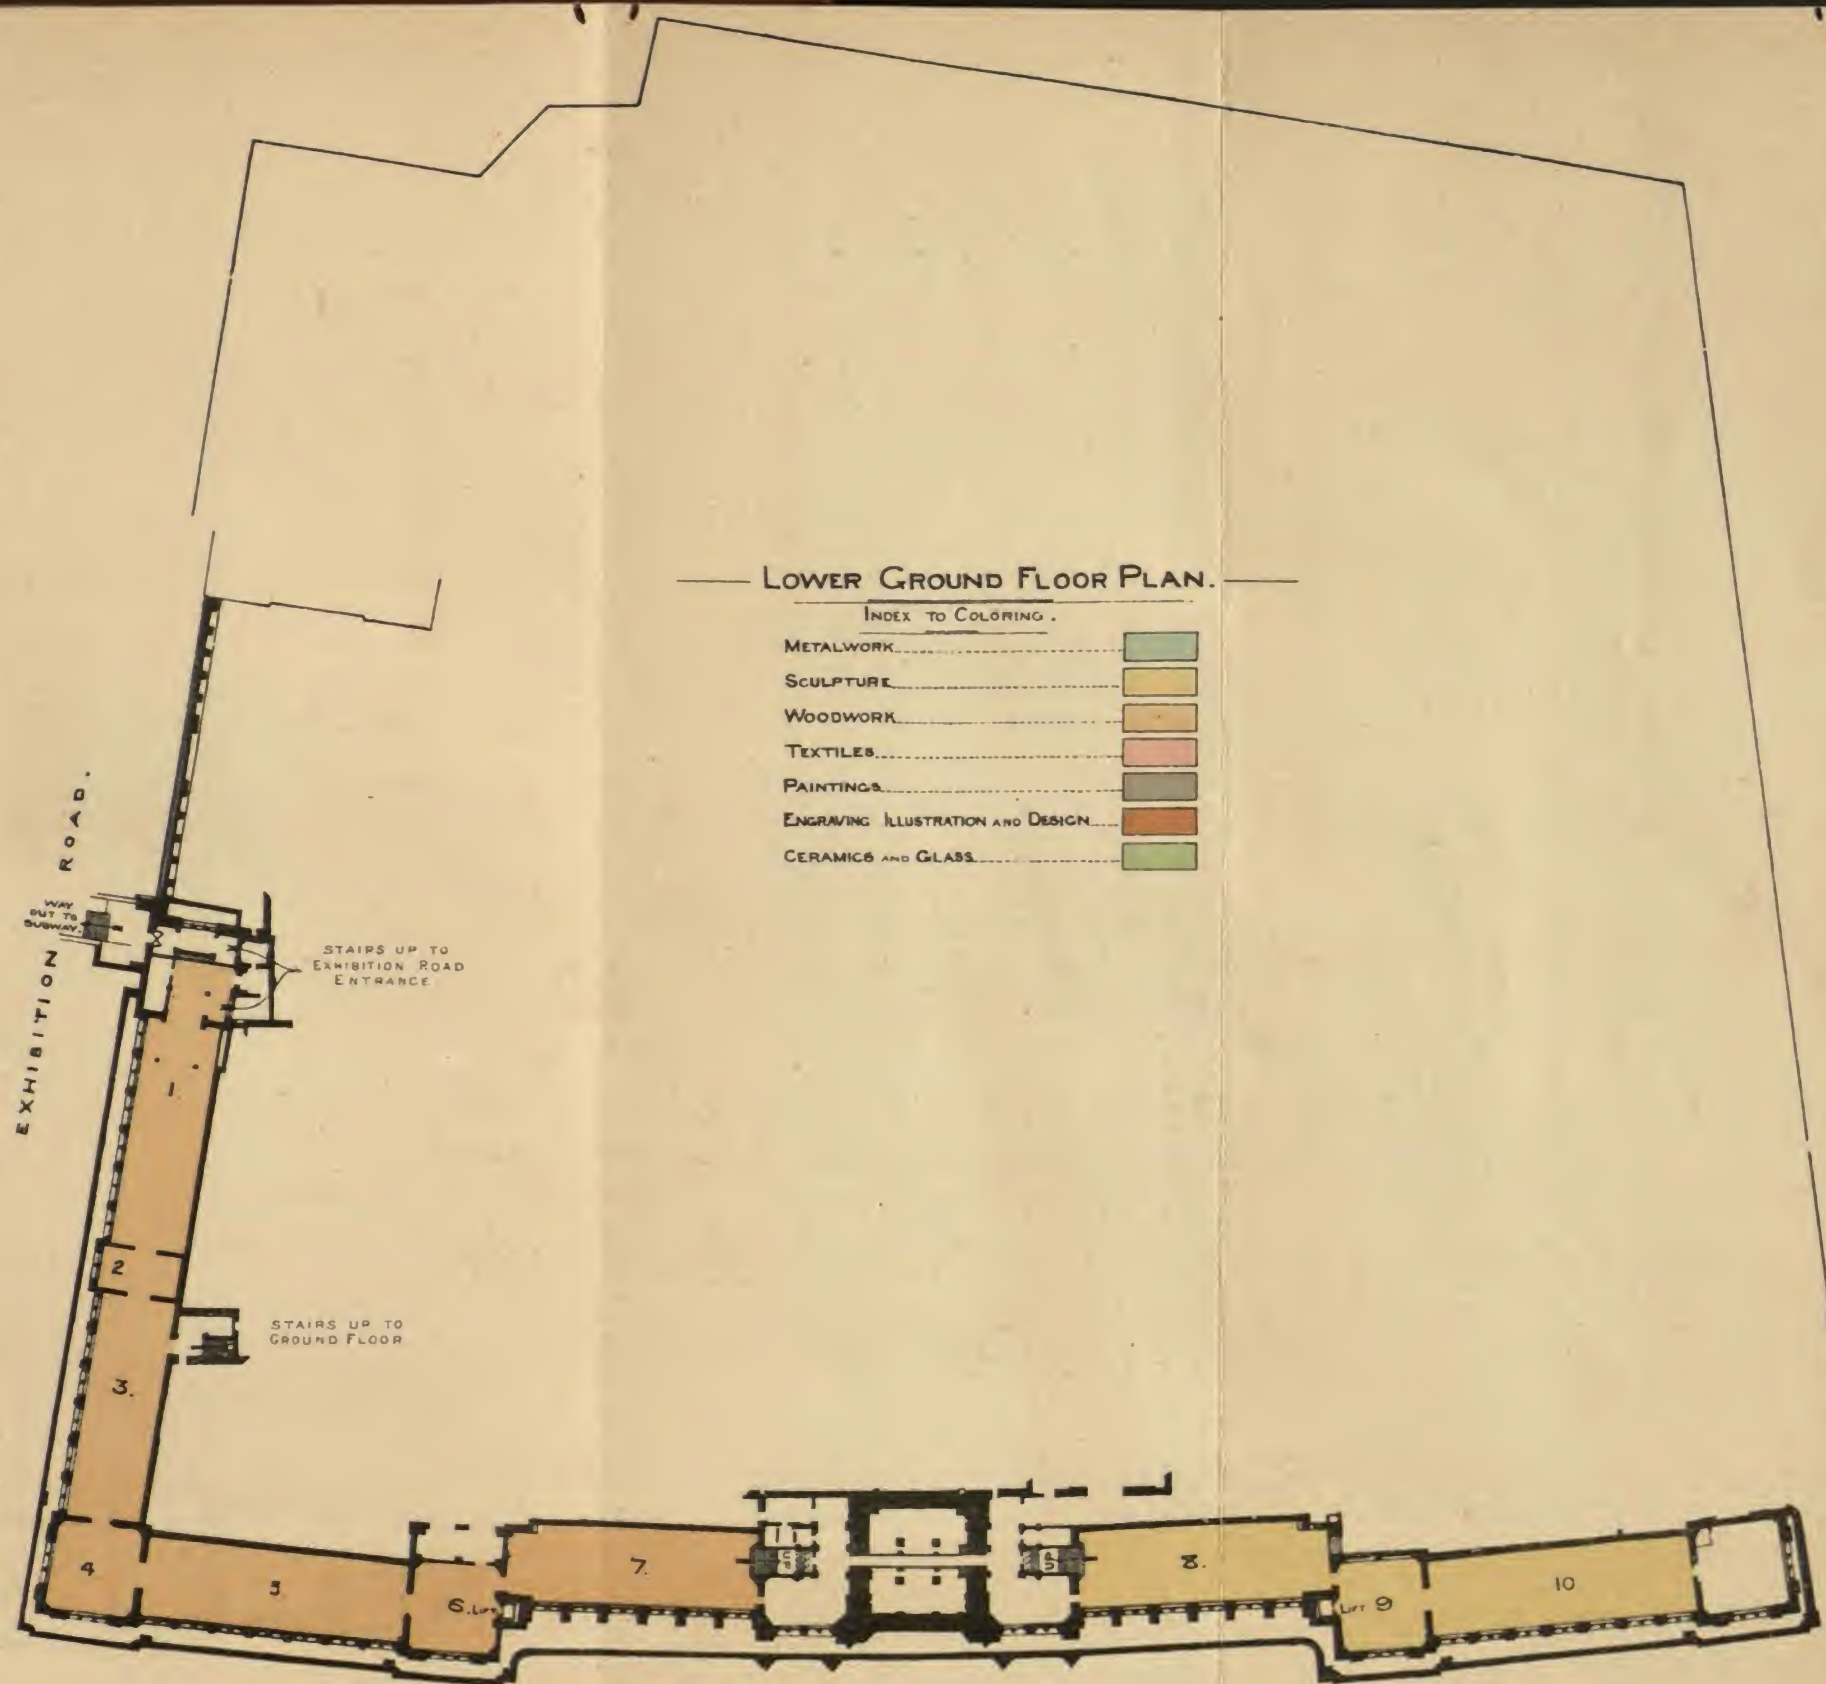 LOWER GROUND FLOOR PLAN.
INDEX TO COLORING.
METALWORK
SCULPTURE
WOODWORK
TEXTILES
PAINTINGS
ENGRAVING ILLUSTRATION AND DESIGN
CERAMICS AND GLASS
EXHIBITION ROAD.
WAY
OUT TO
SUBWAY.
STAIRS UP TO
EXHIBITION ROAD
ENTRANCE
1.
2
STAIRS UP TO
GROUND FLOOR
3.
4
5
6. LIFT
7.
UP
UP
8.
LIFT 9
10